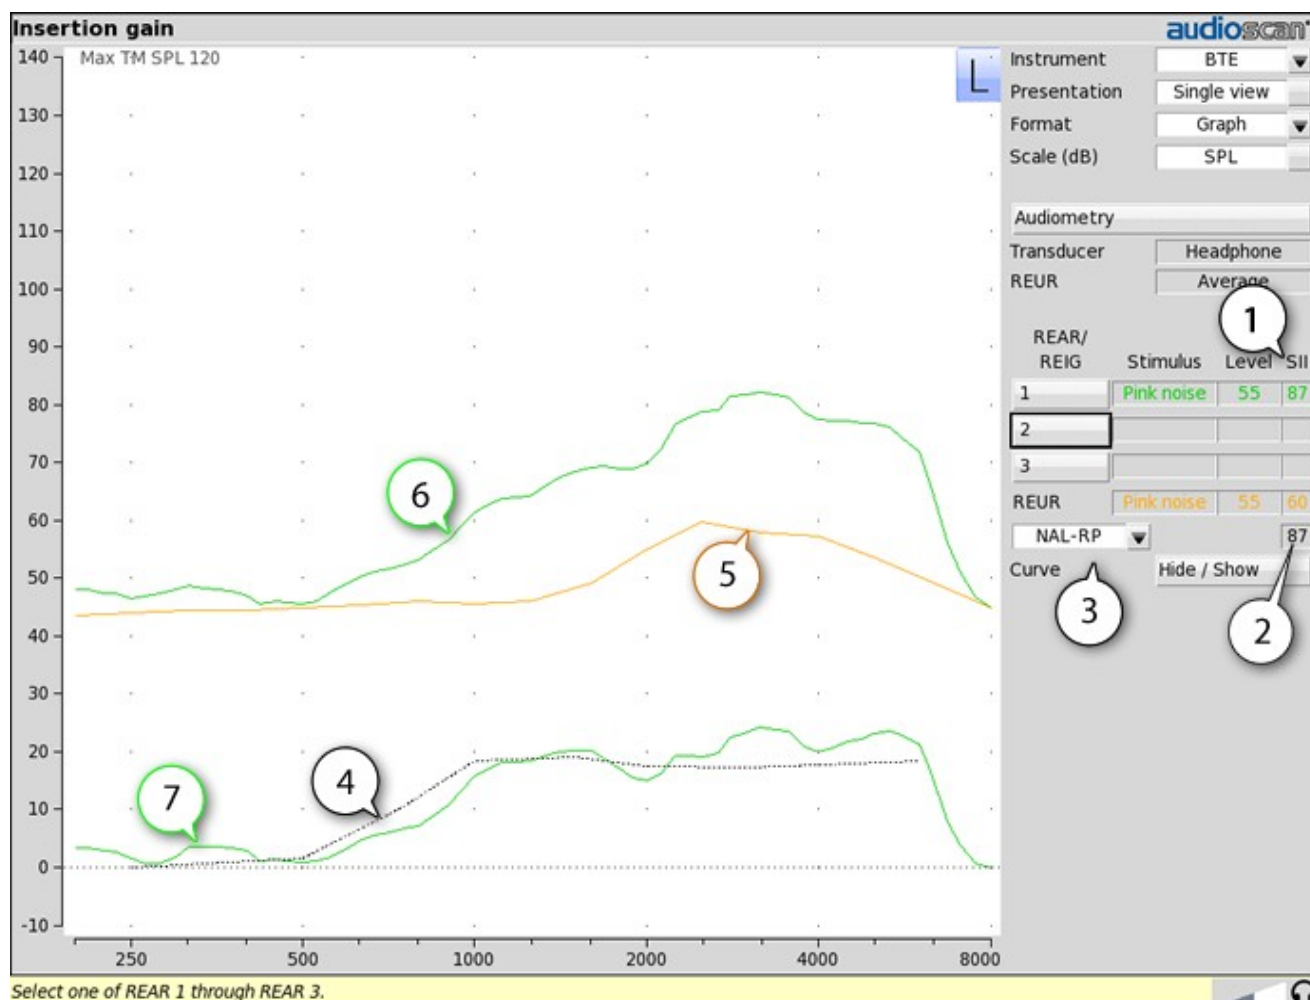 Insertion gain
audioscan
Max TM SPL 120
L
140
130
120
110
100
90
80
70
60
50
40
30
20
10
0
-10
250 500 1000 2000 4000 8000
Instrument BTE
Presentation Single view
Format Graph
Scale (dB) SPL
Audiometry
Transducer Headphone
REUR Average
1
REAR/
REIG Stimulus Level SII
1 Pink noise 55 87
2
3
REUR Pink noise 55 60
NAL-RP 87
Curve Hide / Show
3
2
6
5
4
7
Select one of REAR 1 through REAR 3.